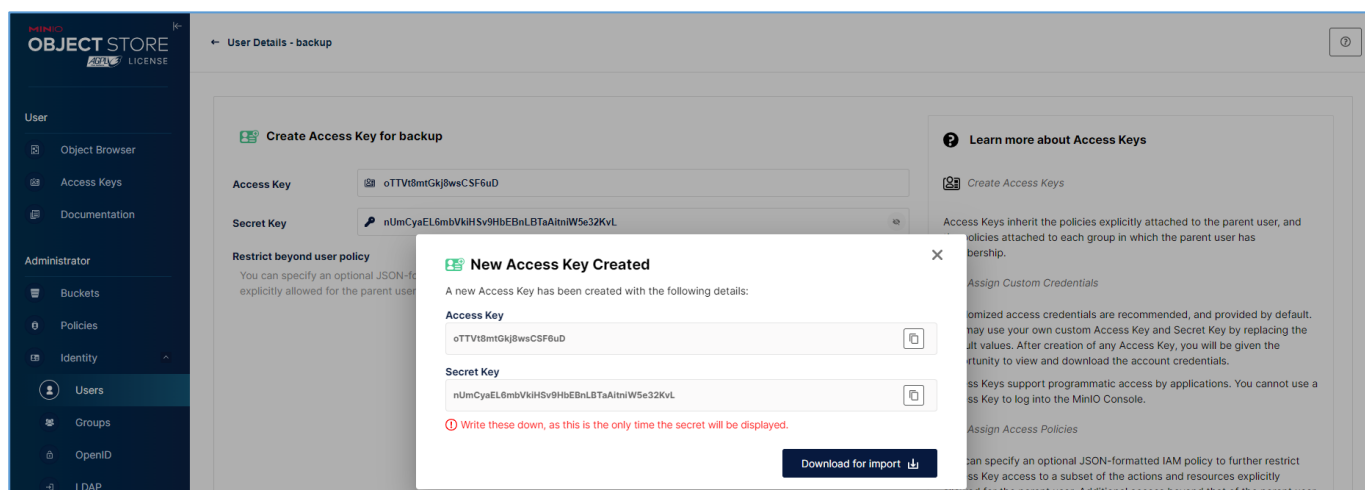 MINIO
OBJECT STORE
AGPLv3 LICENSE
User
Object Browser
Access Keys
Documentation
Administrator
Buckets
Policies
Identity
Users
Groups
OpenID
LDAP
← User Details - backup
Create Access Key for backup
Access Key
oTTVt8mtGkj8wsCSF6uD
Secret Key
nUmCyaEL6mbVkiHSv9HbEBnLBTaAitniW5e32KvL
Restrict beyond user policy
You can specify an optional JSON-fo
explicitly allowed for the parent user
New Access Key Created
A new Access Key has been created with the following details:
Access Key
oTTVt8mtGkj8wsCSF6uD
Secret Key
nUmCyaEL6mbVkiHSv9HbEBnLBTaAitniW5e32KvL
Write these down, as this is the only time the secret will be displayed.
Download for import
Learn more about Access Keys
Create Access Keys
Access Keys inherit the policies explicitly attached to the parent user, and
policies attached to each group in which the parent user has
bership.
Assign Custom Credentials
omized access credentials are recommended, and provided by default.
may use your own custom Access Key and Secret Key by replacing the
ult values. After creation of any Access Key, you will be given the
rtunity to view and download the account credentials.
ss Keys support programmatic access by applications. You cannot use a
ss Key to log into the MinIO Console.
Assign Access Policies
can specify an optional JSON-formatted IAM policy to further restrict
ss Key access to a subset of the actions and resources explicitly